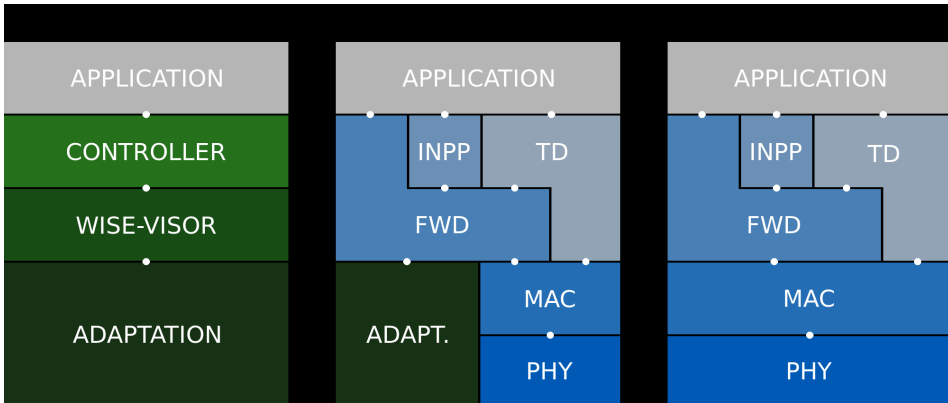 APPLICATION
CONTROLLER
WISE-VISOR
ADAPTATION
APPLICATION
INPP
TD
FWD
ADAPT.
MAC
PHY
APPLICATION
INPP
TD
FWD
MAC
PHY